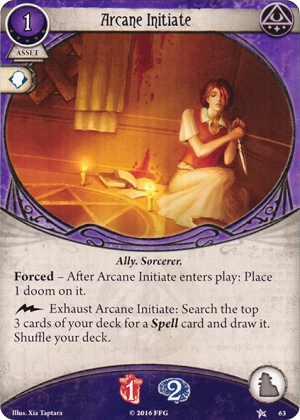 1
Arcane Initiate
ASSET
Ally. Sorcerer.
Forced – After Arcane Initiate enters play: Place
1 doom on it.
Exhaust Arcane Initiate: Search the top
3 cards of your deck for a Spell card and draw it.
Shuffle your deck.
1
2
Illus. Xia Taptara
© 2016 FFG
63